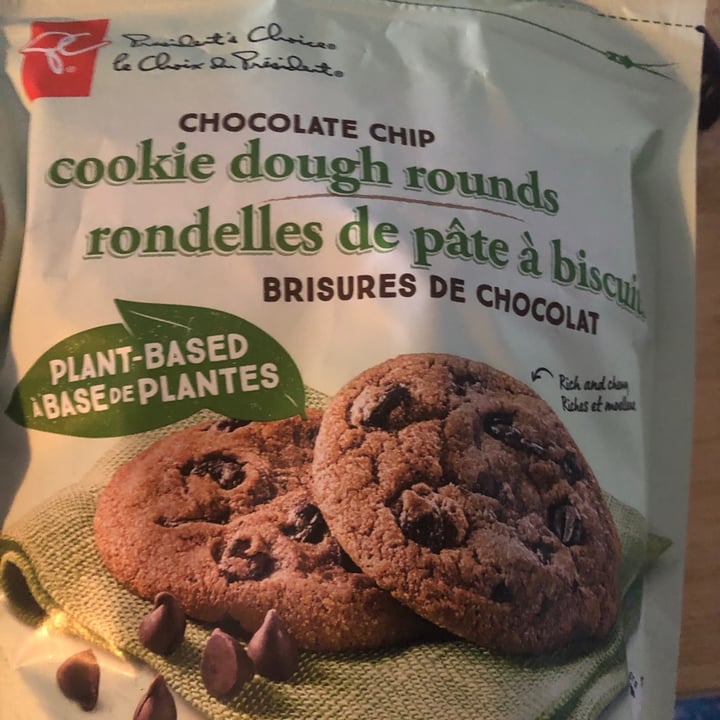 President's Choice®
le Choix du Président®
CHOCOLATE CHIP
cookie dough rounds
rondelles de pâte à biscuit
BRISURES DE CHOCOLAT
PLANT-BASED
À BASE DE PLANTES
Rich and chewy
Riches et moelleux